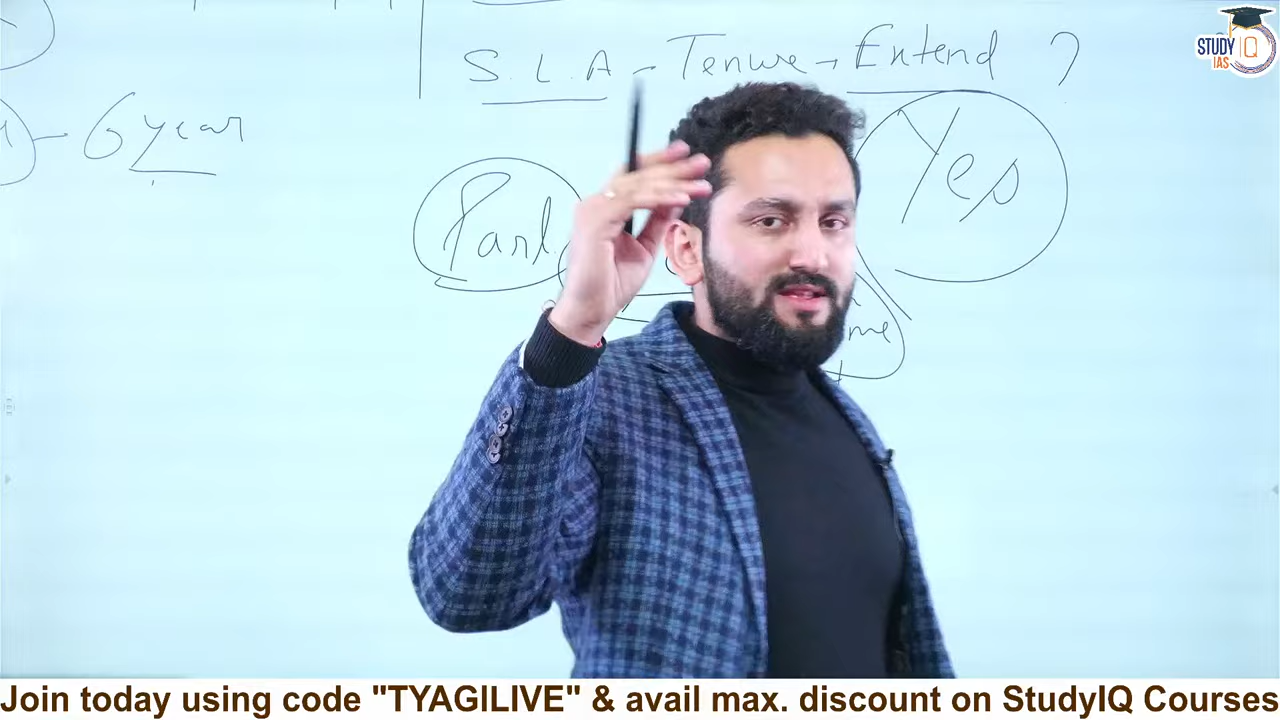 S.L.A - Tenure → Extend ?
- 6 year
Yes
Parl
me
STUDY IQ
IAS
Join today using code "TYAGILIVE" & avail max. discount on StudyIQ Courses